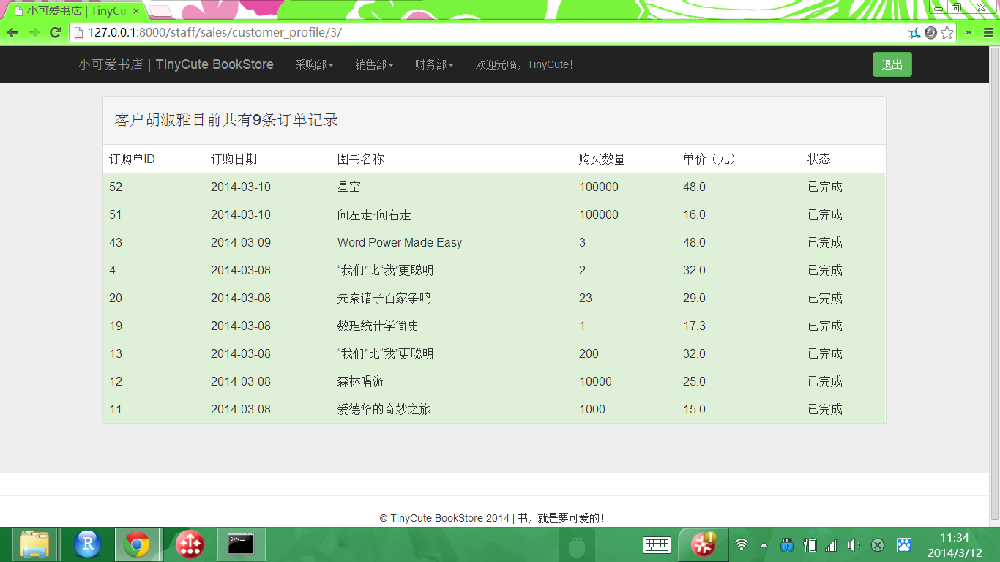 小可爱书店 | TinyCu
127.0.0.1:8000/staff/sales/customer_profile/3/
小可爱书店 | TinyCute BookStore 采购部 销售部 财务部 欢迎光临，TinyCute！ 退出
客户胡淑雅目前共有9条订单记录
订购单ID 订购日期 图书名称 购买数量 单价（元） 状态
52 2014-03-10 星空 100000 48.0 已完成
51 2014-03-10 向左走·向右走 100000 16.0 已完成
43 2014-03-09 Word Power Made Easy 3 48.0 已完成
4 2014-03-08 “我们”比“我”更聪明 2 32.0 已完成
20 2014-03-08 先秦诸子百家争鸣 23 29.0 已完成
19 2014-03-08 数理统计学简史 1 17.3 已完成
13 2014-03-08 “我们”比“我”更聪明 200 32.0 已完成
12 2014-03-08 森林唱游 10000 25.0 已完成
11 2014-03-08 爱德华的奇妙之旅 1000 15.0 已完成
© TinyCute BookStore 2014 | 书，就是要可爱的！
R
C:\
11:34
2014/3/12